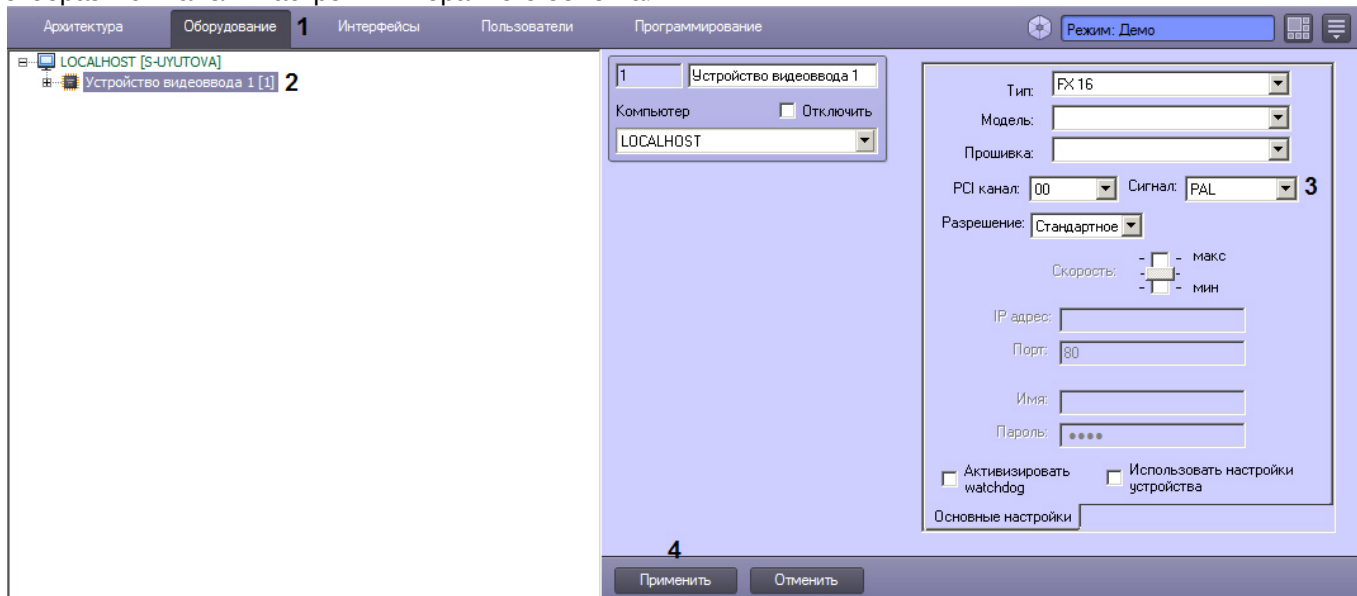 Архитектура Оборудование 1 Интерфейсы Пользователи Программирование Режим: Демо
LOCALHOST [S-UYUTOVA]
Устройство видеоввода 1 [1] 2
1 Устройство видеоввода 1
Компьютер Отключить
LOCALHOST
Тип: FX 16
Модель:
Прошивка:
PCI канал: 00 Сигнал: PAL 3
Разрешение: Стандартное
макс
Скорость:
мин
IP адрес:
Порт: 80
Имя:
Пароль: ●●●●
Активизировать watchdog
Использовать настройки устройства
Основные настройки
4
Применить Отменить